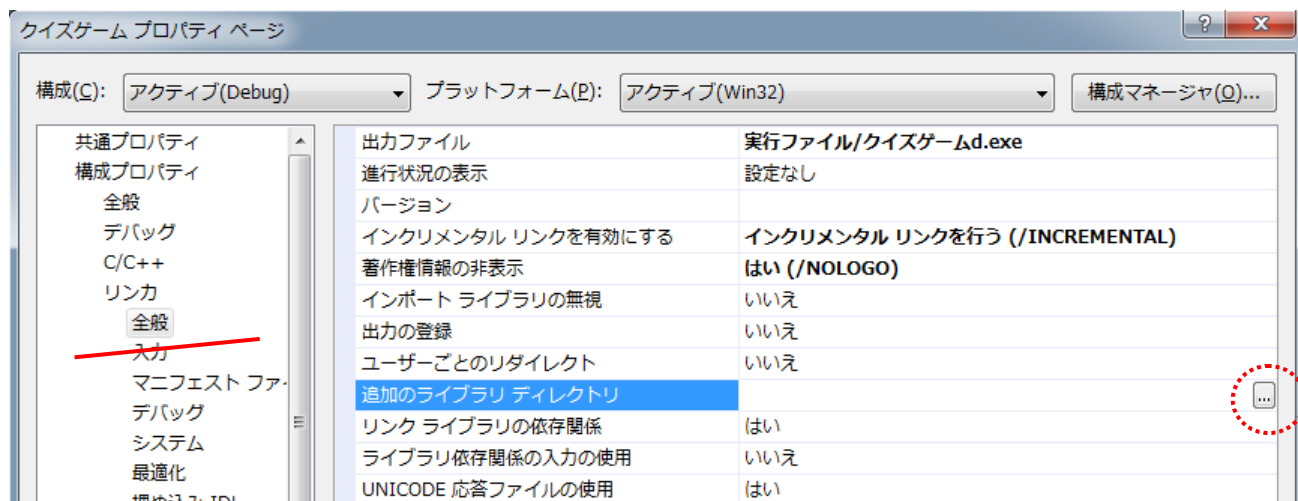 クイズゲーム プロパティ ページ
構成(C): アクティブ(Debug) プラットフォーム(P): アクティブ(Win32) 構成マネージャ(O)...
共通プロパティ
構成プロパティ
全般
デバッグ
C/C++
リンカ
全般
入力
マニフェスト ファ
デバッグ
システム
最適化
埋め込み IDL
出力ファイル 実行ファイル/クイズゲームd.exe
進行状況の表示 設定なし
バージョン
インクリメンタル リンクを有効にする インクリメンタル リンクを行う (/INCREMENTAL)
著作権情報の非表示 はい (/NOLOGO)
インポート ライブラリの無視 いいえ
出力の登録 いいえ
ユーザーごとのリダイレクト いいえ
追加のライブラリ ディレクトリ ...
リンク ライブラリの依存関係 はい
ライブラリ依存関係の入力の使用 いいえ
UNICODE 応答ファイルの使用 はい